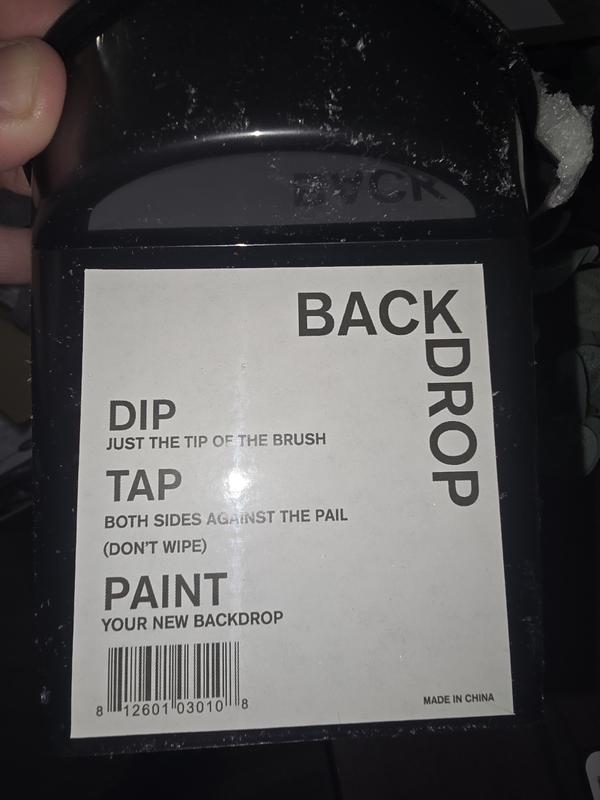 BACK
DROP
DIP
JUST THE TIP OF THE BRUSH
TAP
BOTH SIDES AGAINST THE PAIL
(DON'T WIPE)
PAINT
YOUR NEW BACKDROP
8 12601 03010 8
MADE IN CHINA